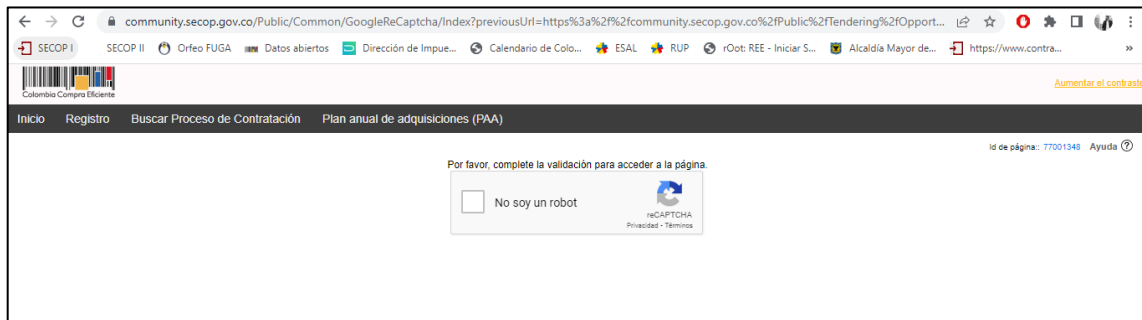 community.secop.gov.co/Public/Common/GoogleReCaptcha/Index?previousUrl=https%3a%2f%2fcommunity.secop.gov.co%2fPublic%2fTendering%2fOpport...
SECOP I SECOP II Orfeo FUGA Datos abiertos Dirección de Impue... Calendario de Colo... ESAL RUP rOot: REE - Iniciar S... Alcaldía Mayor de... https://www.contra... »
Colombia Compra Eficiente
Aumentar el contraste
Inicio Registro Buscar Proceso de Contratación Plan anual de adquisiciones (PAA)
Id de página:: 77001348 Ayuda ?
Por favor, complete la validación para acceder a la página.
No soy un robot
reCAPTCHA
Privacidad - Términos